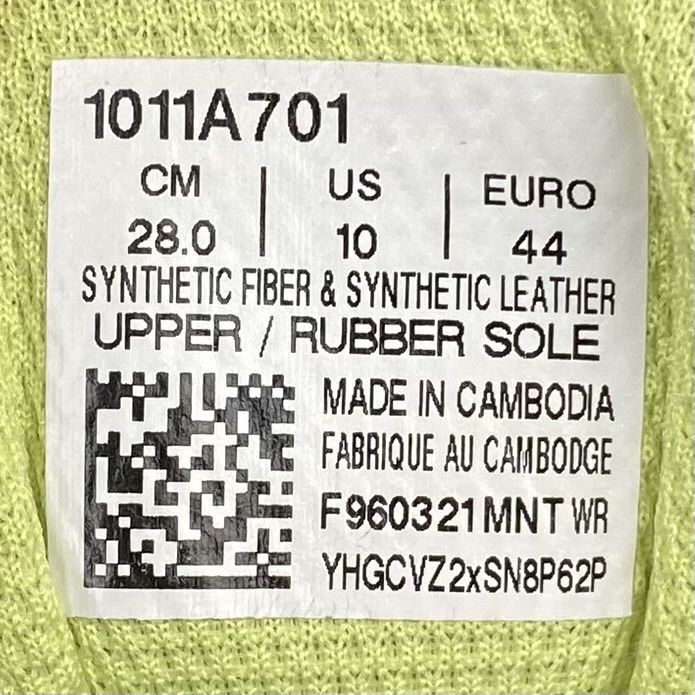 1011A701
CM | US | EURO
28.0 | 10 | 44
SYNTHETIC FIBER & SYNTHETIC LEATHER
UPPER / RUBBER SOLE
MADE IN CAMBODIA
FABRIQUE AU CAMBODGE
F960321MNT WR
YHGCVZ2xSN8P62P